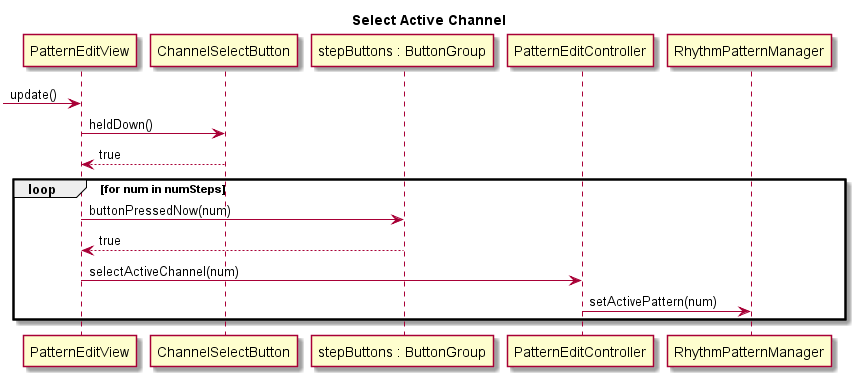 Select Active Channel
PatternEditView ChannelSelectButton stepButtons : ButtonGroup PatternEditController RhythmPatternManager
update()
heldDown()
true
loop [for num in numSteps]
buttonPressedNow(num)
true
selectActiveChannel(num)
setActivePattern(num)
PatternEditView ChannelSelectButton stepButtons : ButtonGroup PatternEditController RhythmPatternManager